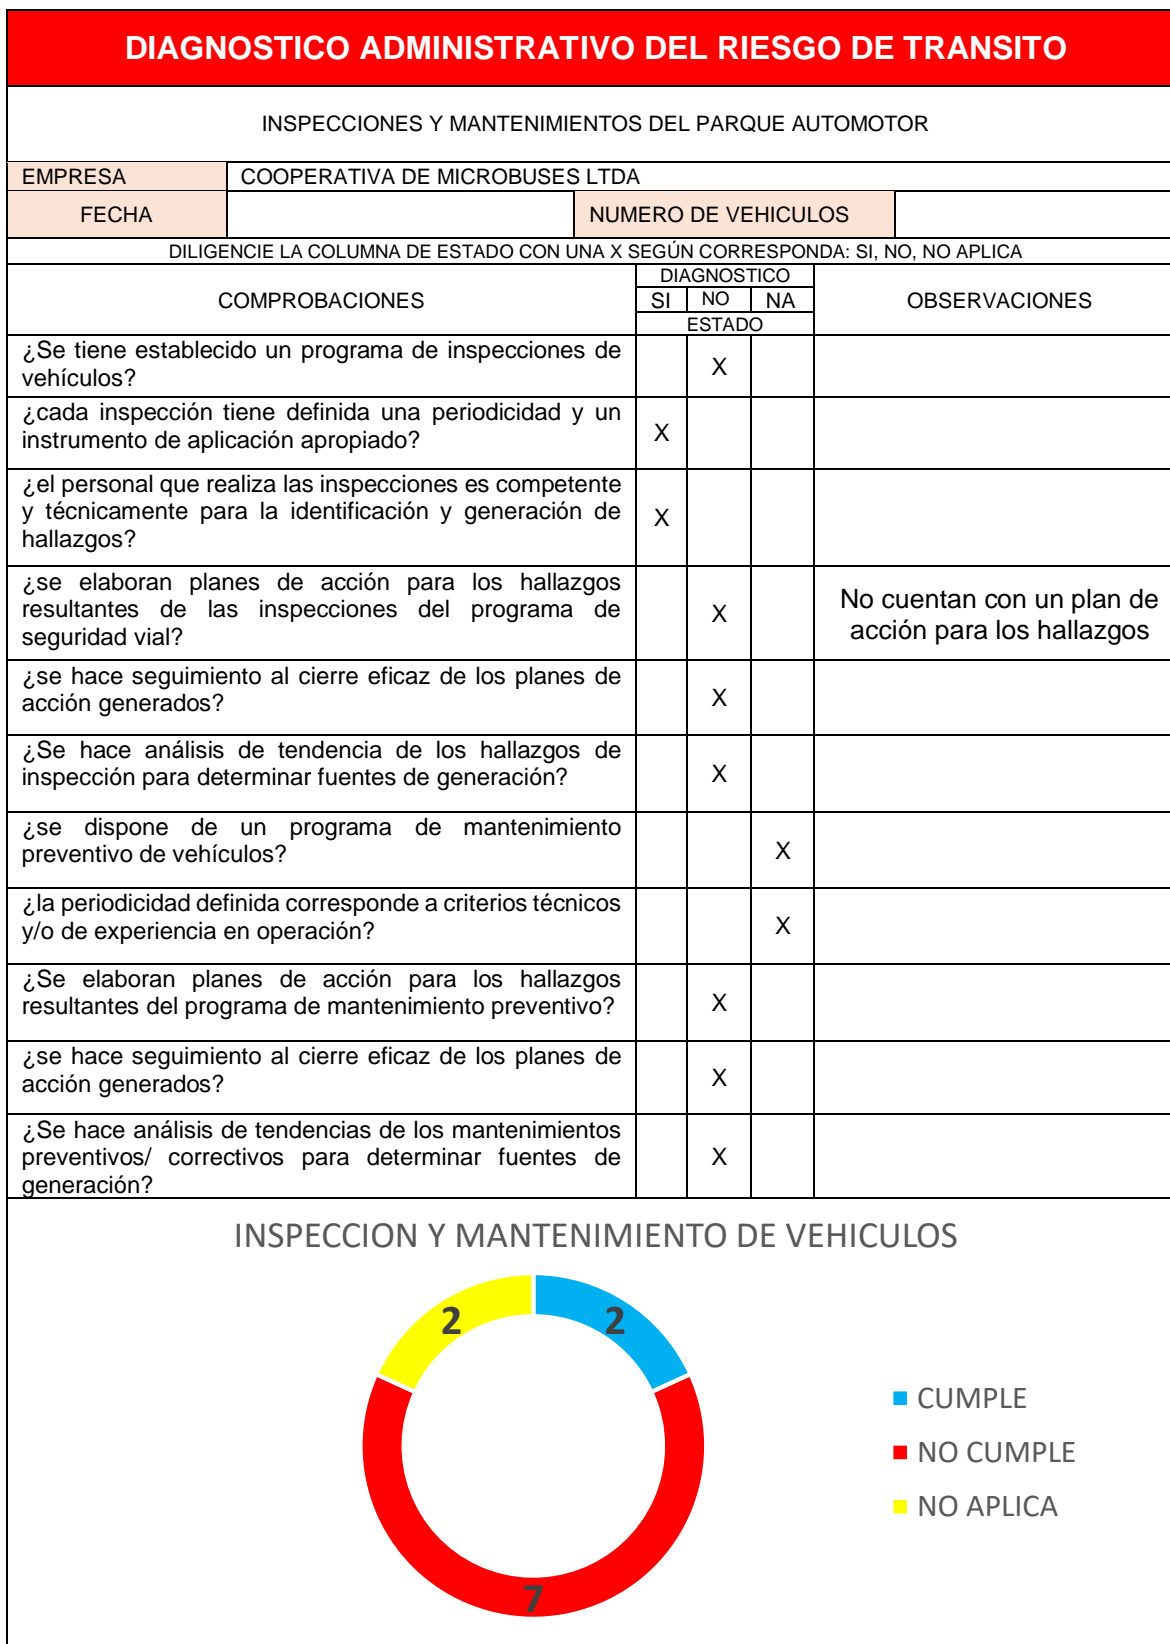 DIAGNOSTICO ADMINISTRATIVO DEL RIESGO DE TRANSITO
INSPECCIONES Y MANTENIMIENTOS DEL PARQUE AUTOMOTOR
EMPRESA COOPERATIVA DE MICROBUSES LTDA
FECHA NUMERO DE VEHICULOS
DILIGENCIE LA COLUMNA DE ESTADO CON UNA X SEGÚN CORRESPONDA: SI, NO, NO APLICA
COMPROBACIONES
DIAGNOSTICO
SI NO NA
ESTADO
OBSERVACIONES
¿Se tiene establecido un programa de inspecciones de
vehículos?
X
¿cada inspección tiene definida una periodicidad y un
instrumento de aplicación apropiado?
X
¿el personal que realiza las inspecciones es competente
y técnicamente para la identificación y generación de
hallazgos?
X
¿se elaboran planes de acción para los hallazgos
resultantes de las inspecciones del programa de
seguridad vial?
X
No cuentan con un plan de
acción para los hallazgos
¿se hace seguimiento al cierre eficaz de los planes de
acción generados?
X
¿Se hace análisis de tendencia de los hallazgos de
inspección para determinar fuentes de generación?
X
¿se dispone de un programa de mantenimiento
preventivo de vehículos?
X
¿la periodicidad definida corresponde a criterios técnicos
y/o de experiencia en operación?
X
¿Se elaboran planes de acción para los hallazgos
resultantes del programa de mantenimiento preventivo?
X
¿se hace seguimiento al cierre eficaz de los planes de
acción generados?
X
¿Se hace análisis de tendencias de los mantenimientos
preventivos/ correctivos para determinar fuentes de
generación?
X
INSPECCION Y MANTENIMIENTO DE VEHICULOS
2 2
CUMPLE
NO CUMPLE
NO APLICA
7